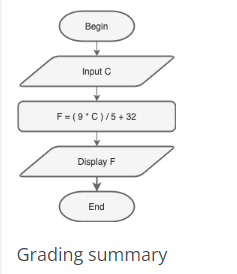 Begin
Input C
F = ( 9 * C ) / 5 + 32
Display F
End
Grading summary